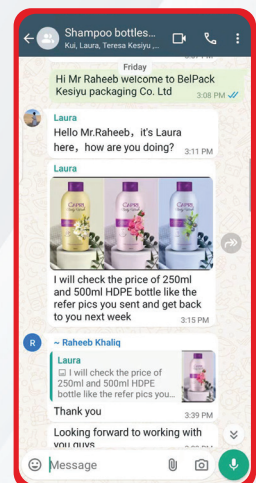 Shampoo bottles...
Kui, Laura, Teresa Kesiyu ,...
Friday
Hi Mr Raheeb welcome to BelPack
Kesiyu packaging Co. Ltd
3:08 PM
Laura
Hello Mr.Raheeb, it's Laura
here, how are you doing?
3:11 PM
Laura
I will check the price of 250ml
and 500ml HDPE bottle like the
refer pics you sent and get back
to you next week
3:15 PM
R
~ Raheeb Khaliq
Laura
I will check the price of
250ml and 500ml HDPE
bottle like the refer pics you...
Thank you
3:39 PM
Looking forward to working with
you guys
Message